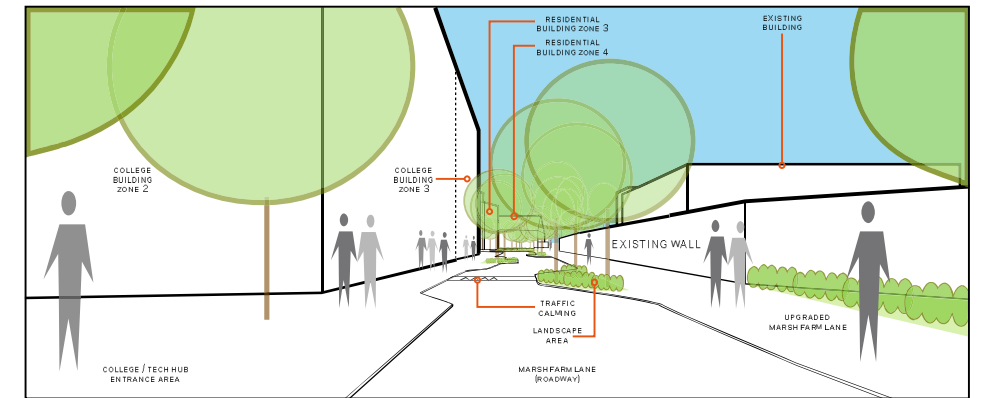 RESIDENTIAL
BUILDING ZONE 3
RESIDENTIAL
BUILDING ZONE 4
EXISTING
BUILDING
COLLEGE
BUILDING
ZONE 2
COLLEGE
BUILDING
ZONE 3
EXISTING WALL
TRAFFIC
CALMING
LANDSCAPE
AREA
UPGRADED
MARSH FARM LANE
COLLEGE / TECH HUB
ENTRANCE AREA
MARSH FARM LANE
(ROADWAY)